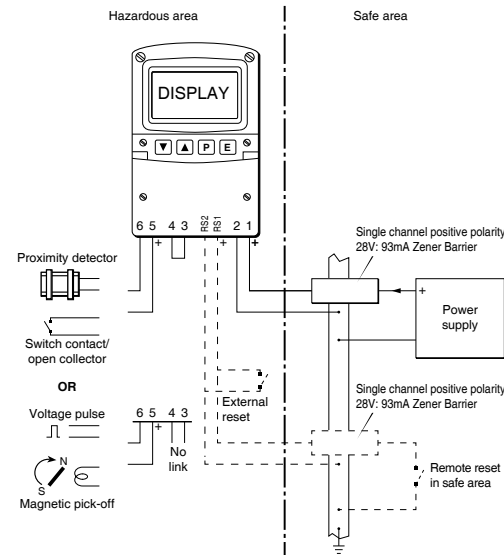 Hazardous area
Safe area
DISPLAY
P E
6 5 4 3 RS2 RS1 2 1
+ + +
Single channel positive polarity
28V: 93mA Zener Barrier
Proximity detector
+
Power
supply
Switch contact/
open collector
OR
External
reset
Single channel positive polarity
28V: 93mA Zener Barrier
Voltage pulse
6 5 4 3
+
No
link
N
S
Magnetic pick-off
Remote reset
in safe area